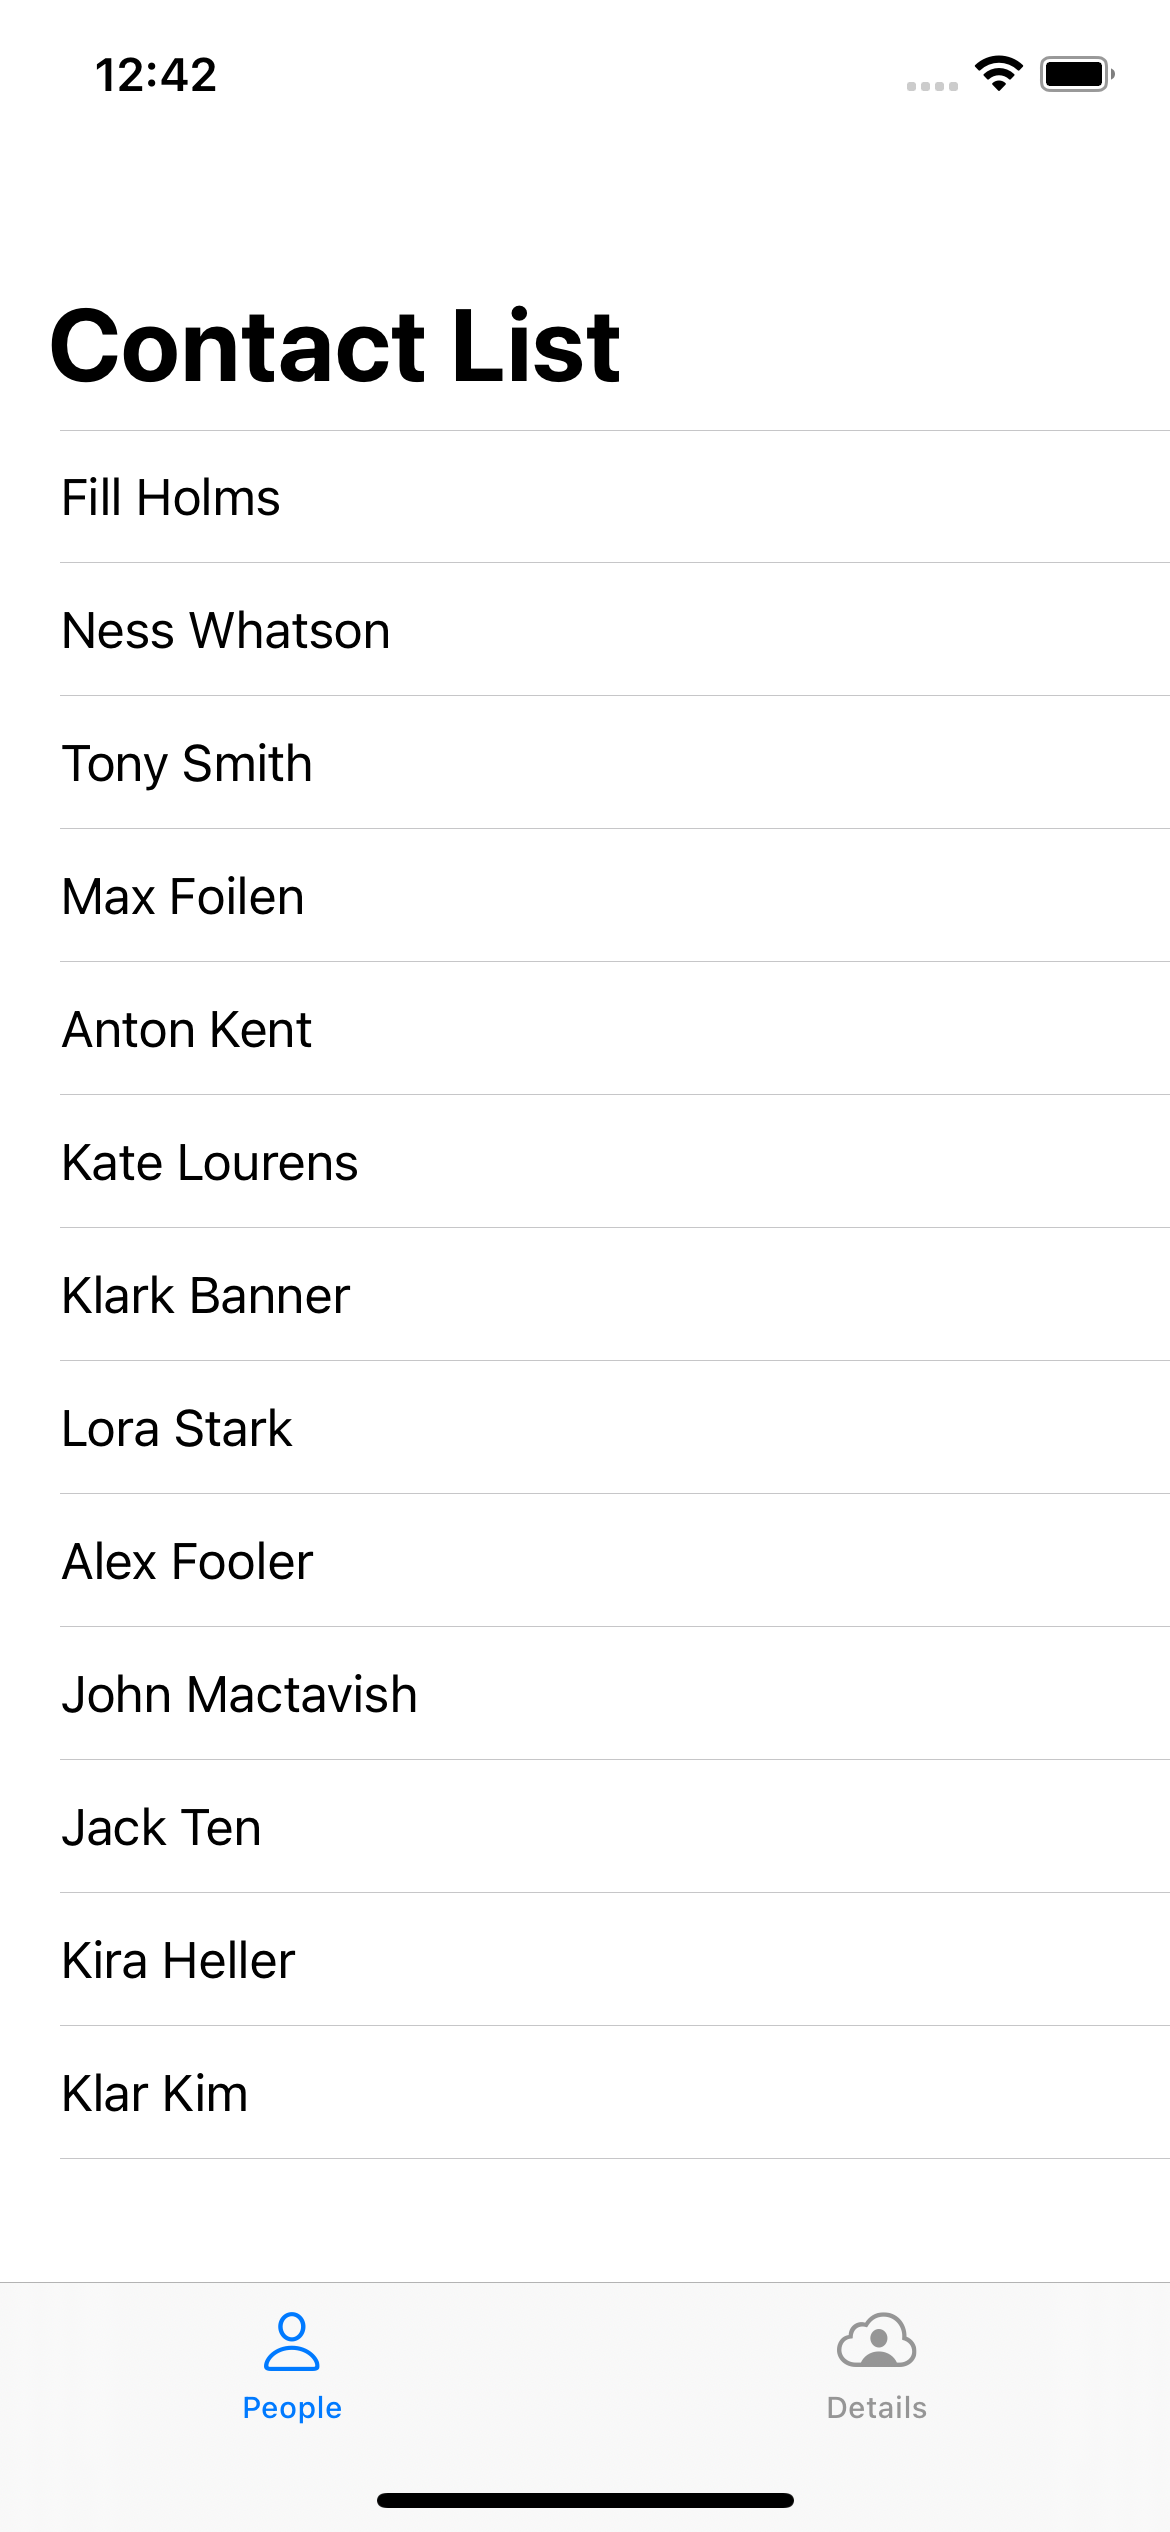 12:42
Contact List
Fill Holms
Ness Whatson
Tony Smith
Max Foilen
Anton Kent
Kate Lourens
Klark Banner
Lora Stark
Alex Fooler
John Mactavish
Jack Ten
Kira Heller
Klar Kim
People
Details